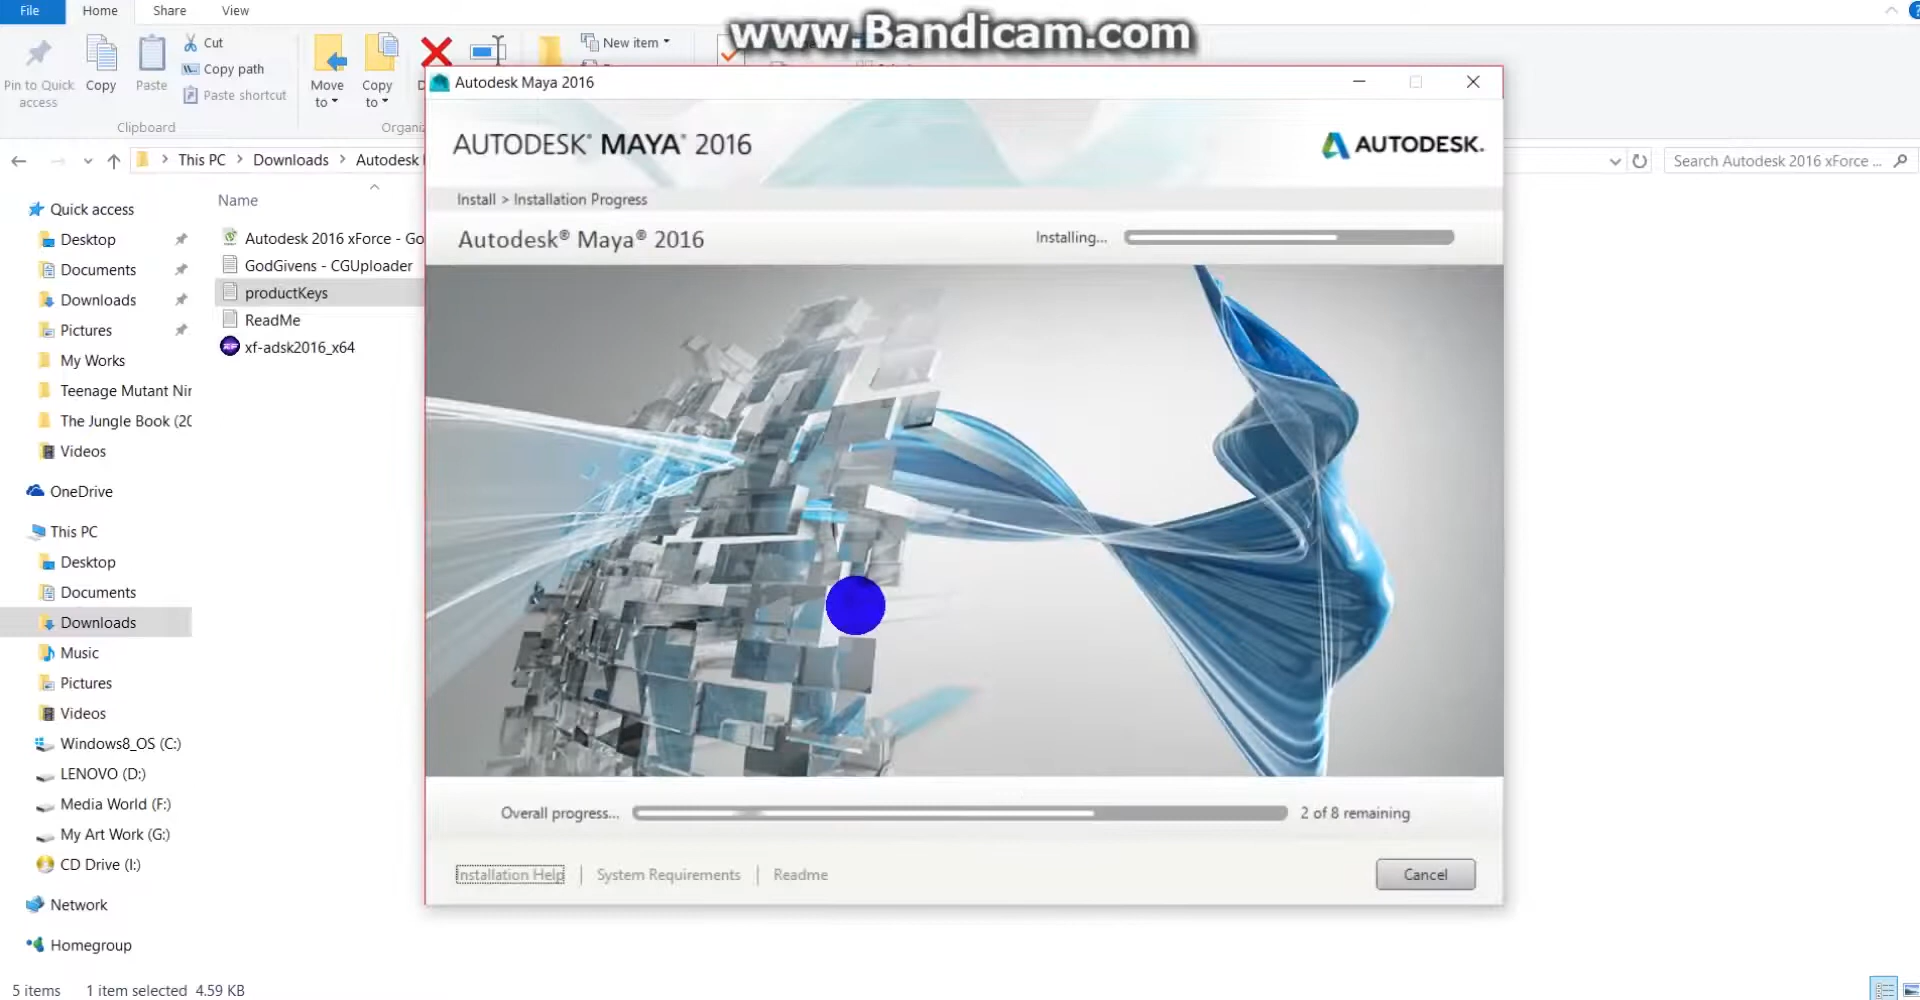 File Home Share View
www.Bandicam.com
Pin to Quick access
Copy
Paste
Cut
Copy path
Paste shortcut
Move to
Copy to
New item
Clipboard
Autodesk Maya 2016
AUTODESK® MAYA® 2016
AUTODESK.
This PC > Downloads > Autodesk
Search Autodesk 2016 xForce ...
Install > Installation Progress
Autodesk® Maya® 2016
Installing...
Name
Autodesk 2016 xForce - Go
GodGivens - CGUploader
productKeys
ReadMe
xf-adsk2016_x64
XF
Quick access
Desktop
Documents
Downloads
Pictures
My Works
Teenage Mutant Nin
The Jungle Book (20
Videos
OneDrive
This PC
Desktop
Documents
Downloads
Music
Pictures
Videos
Windows8_OS (C:)
LENOVO (D:)
Media World (F:)
My Art Work (G:)
CD Drive (I:)
Network
Homegroup
Overall progress...
2 of 8 remaining
Installation Help | System Requirements | Readme
Cancel
5 items 1 item selected 4.59 KB